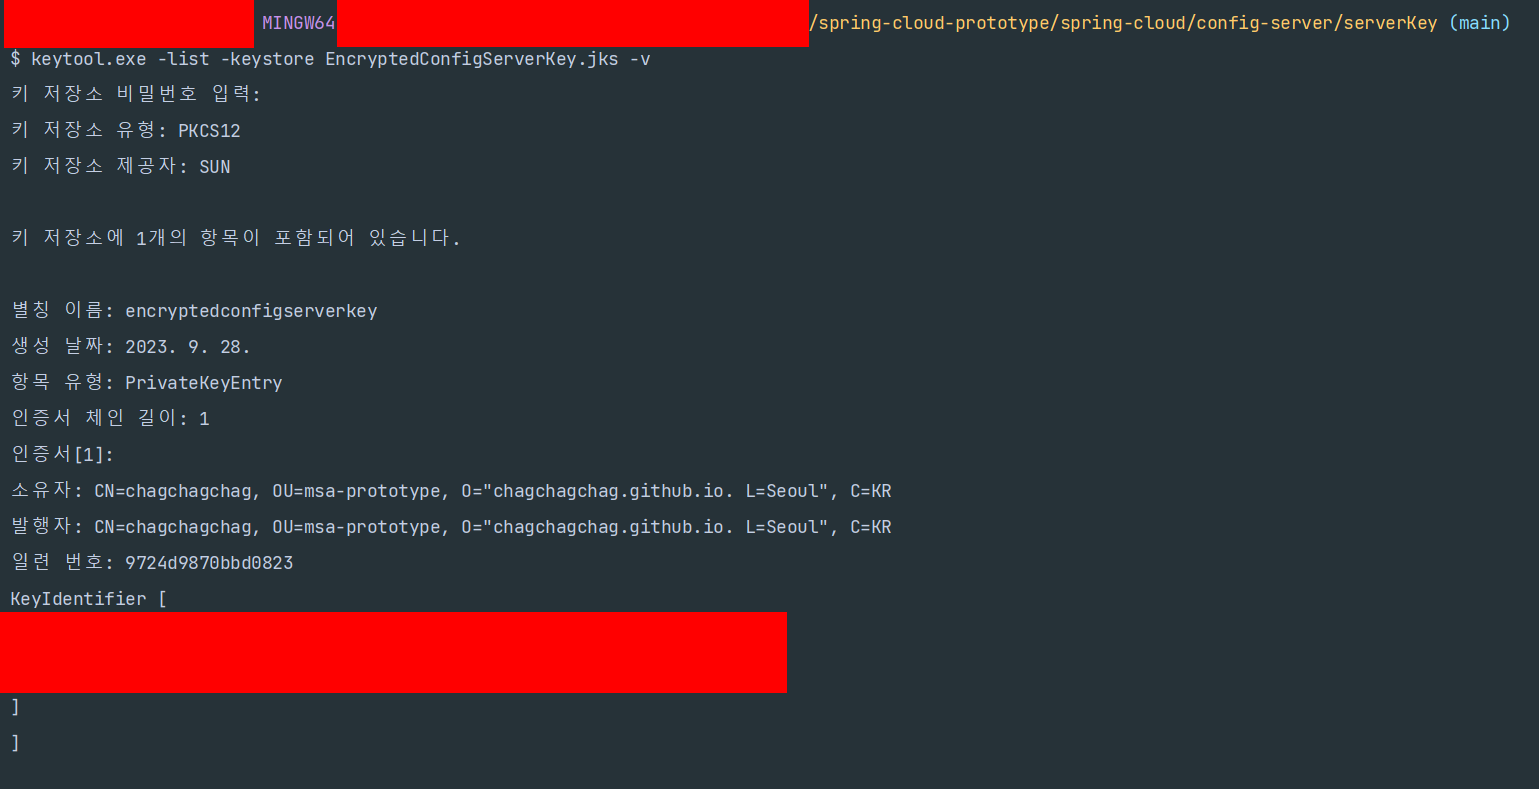 MINGW64 /spring-cloud-prototype/spring-cloud/config-server/serverKey (main)
$ keytool.exe -list -keystore EncryptedConfigServerKey.jks -v
키 저장소 비밀번호 입력:
키 저장소 유형: PKCS12
키 저장소 제공자: SUN
키 저장소에 1개의 항목이 포함되어 있습니다.
별칭 이름: encryptedconfigserverkey
생성 날짜: 2023. 9. 28.
항목 유형: PrivateKeyEntry
인증서 체인 길이: 1
인증서[1]:
소유자: CN=chagchagchag, OU=msa-prototype, O="chagchagchag.github.io. L=Seoul", C=KR
발행자: CN=chagchagchag, OU=msa-prototype, O="chagchagchag.github.io. L=Seoul", C=KR
일련 번호: 9724d9870bbd0823
KeyIdentifier [
]
]